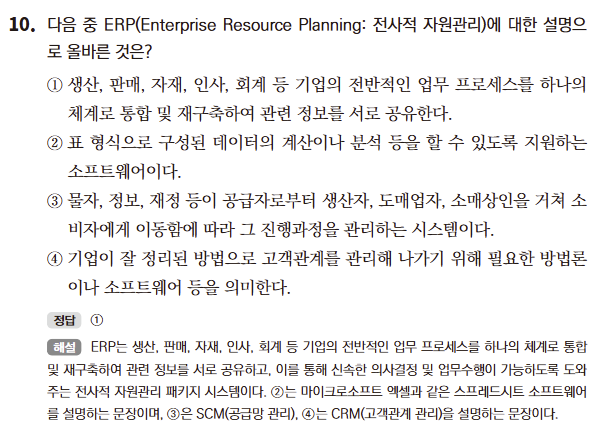 10. 다음 중 ERP(Enterprise Resource Planning: 전사적 자원관리)에 대한 설명으
로 올바른 것은?
① 생산, 판매, 자재, 인사, 회계 등 기업의 전반적인 업무 프로세스를 하나의
체계로 통합 및 재구축하여 관련 정보를 서로 공유한다.
② 표 형식으로 구성된 데이터의 계산이나 분석 등을 할 수 있도록 지원하는
소프트웨어이다.
③ 물자, 정보, 재정 등이 공급자로부터 생산자, 도매업자, 소매상인을 거쳐 소
비자에게 이동함에 따라 그 진행과정을 관리하는 시스템이다.
④ 기업이 잘 정리된 방법으로 고객관계를 관리해 나가기 위해 필요한 방법론
이나 소프트웨어 등을 의미한다.
정답 ①
해설 ERP는 생산, 판매, 자재, 인사, 회계 등 기업의 전반적인 업무 프로세스를 하나의 체계로 통합
및 재구축하여 관련 정보를 서로 공유하고, 이를 통해 신속한 의사결정 및 업무수행이 가능하도록 도와
주는 전사적 자원관리 패키지 시스템이다. ②는 마이크로소프트 엑셀과 같은 스프레드시트 소프트웨어
를 설명하는 문장이며, ③은 SCM(공급망 관리), ④는 CRM(고객관계 관리)을 설명하는 문장이다.